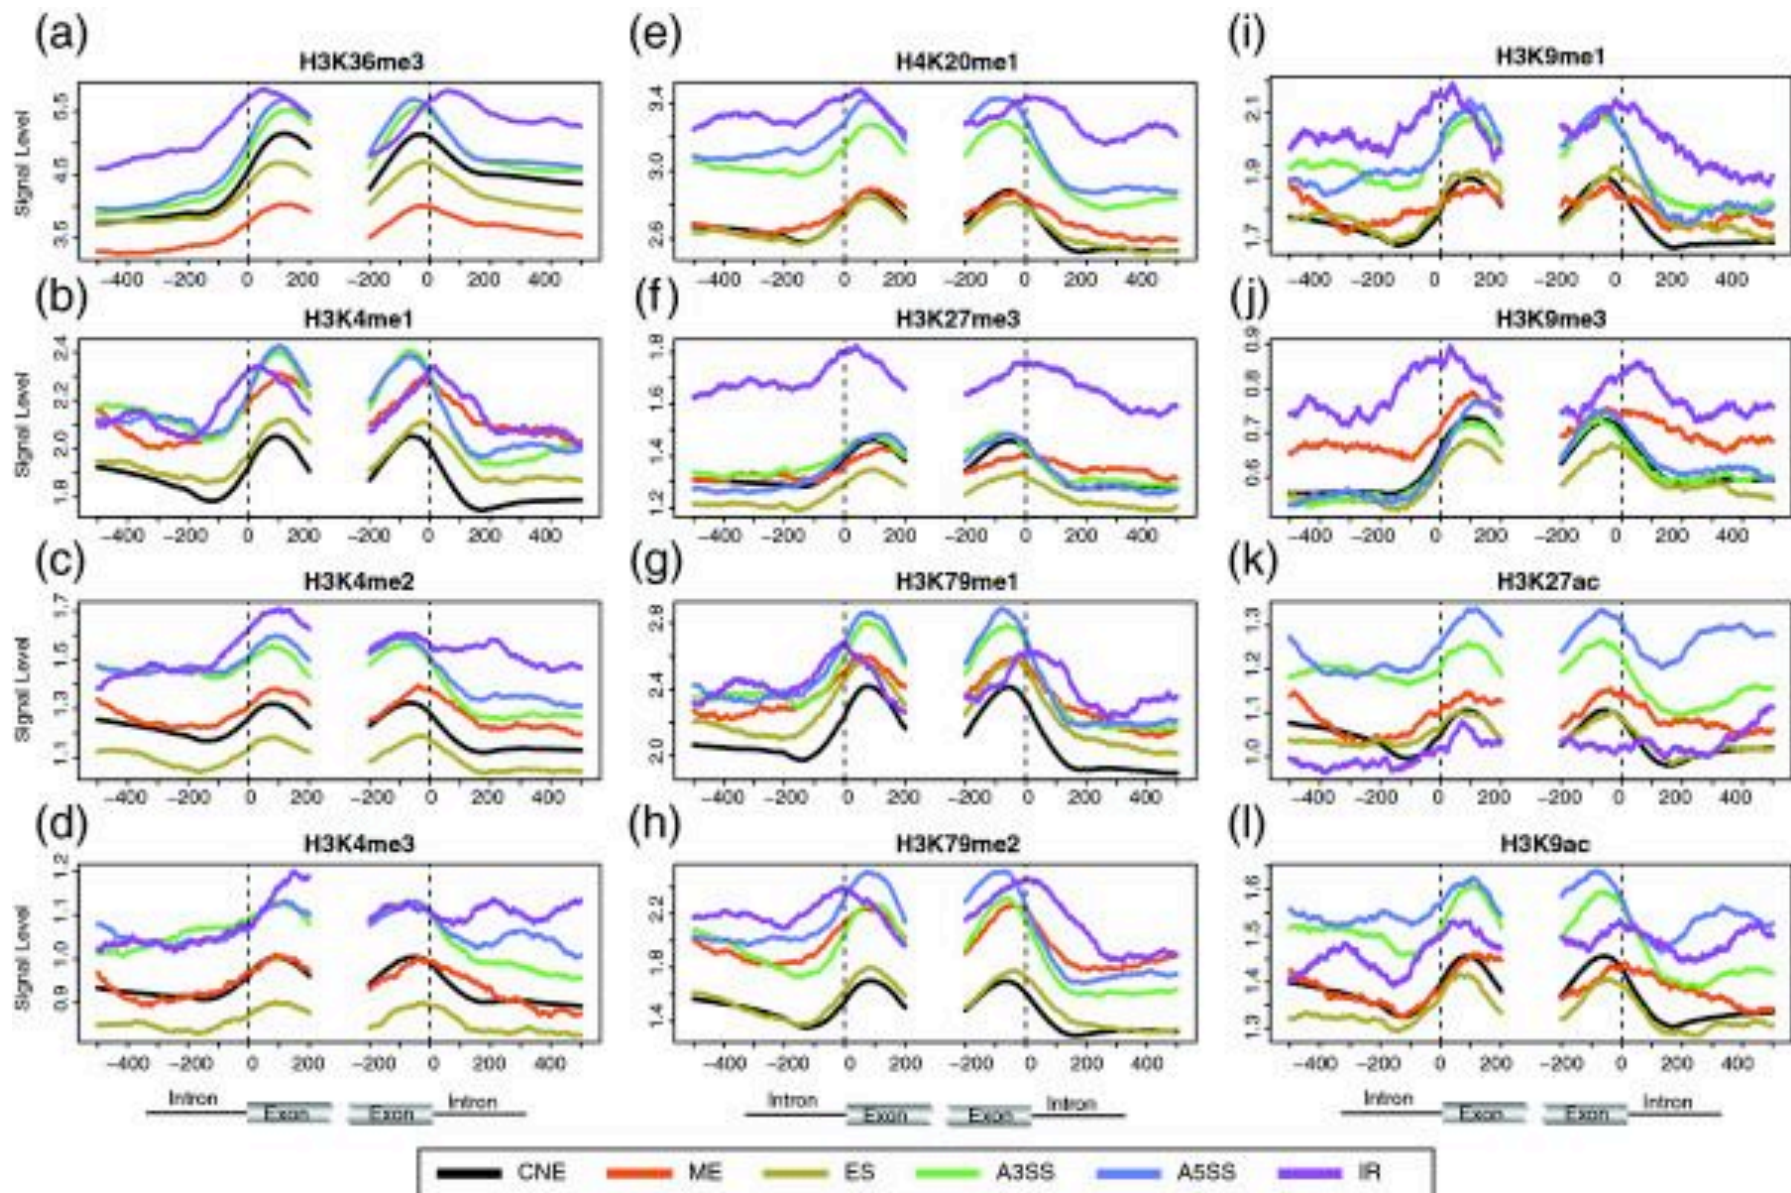 (a)
H3K36me3
Signal Level
3.5 4.5 5.5
−400 −200 0 200
−200 0 200 400
(b)
H3K4me1
Signal Level
1.8 2.0 2.2 2.4
−400 −200 0 200
−200 0 200 400
(c)
H3K4me2
Signal Level
1.1 1.3 1.5 1.7
−400 −200 0 200
−200 0 200 400
(d)
H3K4me3
Signal Level
0.9 1.0 1.1 1.2
−400 −200 0 200
−200 0 200 400
Intron Exon Exon Intron
(e)
H4K20me1
2.6 3.0 3.4
−400 −200 0 200
−200 0 200 400
(f)
H3K27me3
1.2 1.4 1.6 1.8
−400 −200 0 200
−200 0 200 400
(g)
H3K79me1
2.0 2.4 2.8
−400 −200 0 200
−200 0 200 400
(h)
H3K79me2
1.4 1.8 2.2
−400 −200 0 200
−200 0 200 400
Intron Exon Exon Intron
(i)
H3K9me1
1.7 1.9 2.1
−400 −200 0 200
−200 0 200 400
(j)
H3K9me3
0.6 0.7 0.8 0.9
−400 −200 0 200
−200 0 200 400
(k)
H3K27ac
1.0 1.1 1.2 1.3
−400 −200 0 200
−200 0 200 400
(l)
H3K9ac
1.3 1.4 1.5 1.6
−400 −200 0 200
−200 0 200 400
Intron Exon Exon Intron
CNE ME ES A3SS A5SS IR